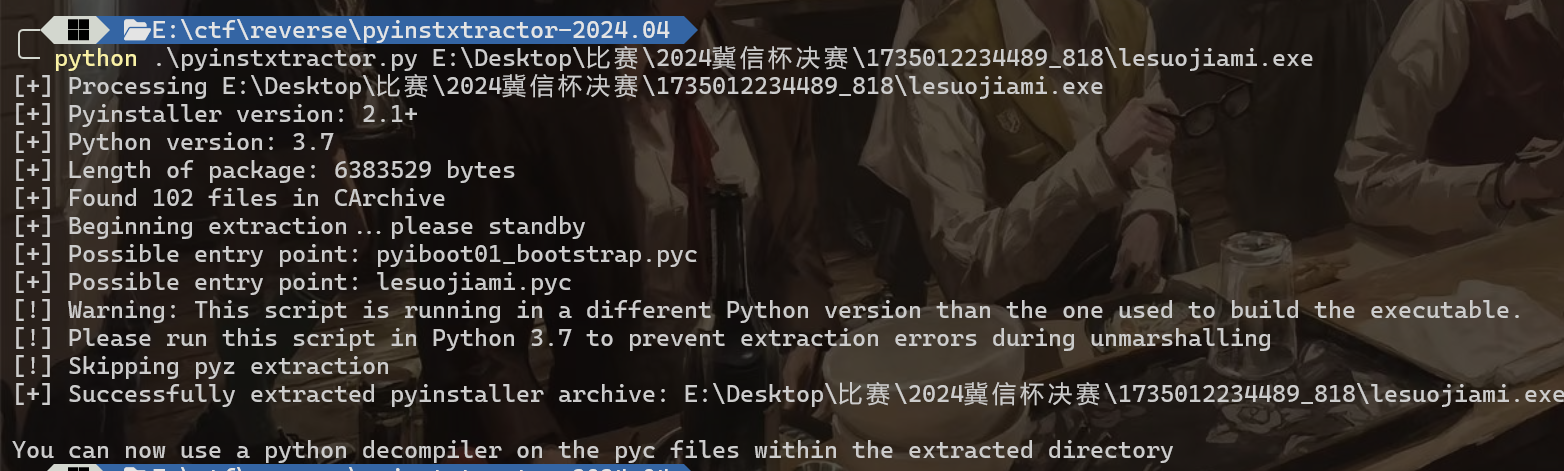 E:\ctf\reverse\pyinstxtractor-2024.04
python .\pyinstxtractor.py E:\Desktop\比赛\2024冀信杯决赛\1735012234489_818\lesuojiami.exe
[+] Processing E:\Desktop\比赛\2024冀信杯决赛\1735012234489_818\lesuojiami.exe
[+] Pyinstaller version: 2.1+
[+] Python version: 3.7
[+] Length of package: 6383529 bytes
[+] Found 102 files in CArchive
[+] Beginning extraction...please standby
[+] Possible entry point: pyiboot01_bootstrap.pyc
[+] Possible entry point: lesuojiami.pyc
[!] Warning: This script is running in a different Python version than the one used to build the executable.
[!] Please run this script in Python 3.7 to prevent extraction errors during unmarshalling
[!] Skipping pyz extraction
[+] Successfully extracted pyinstaller archive: E:\Desktop\比赛\2024冀信杯决赛\1735012234489_818\lesuojiami.exe
You can now use a python decompiler on the pyc files within the extracted directory